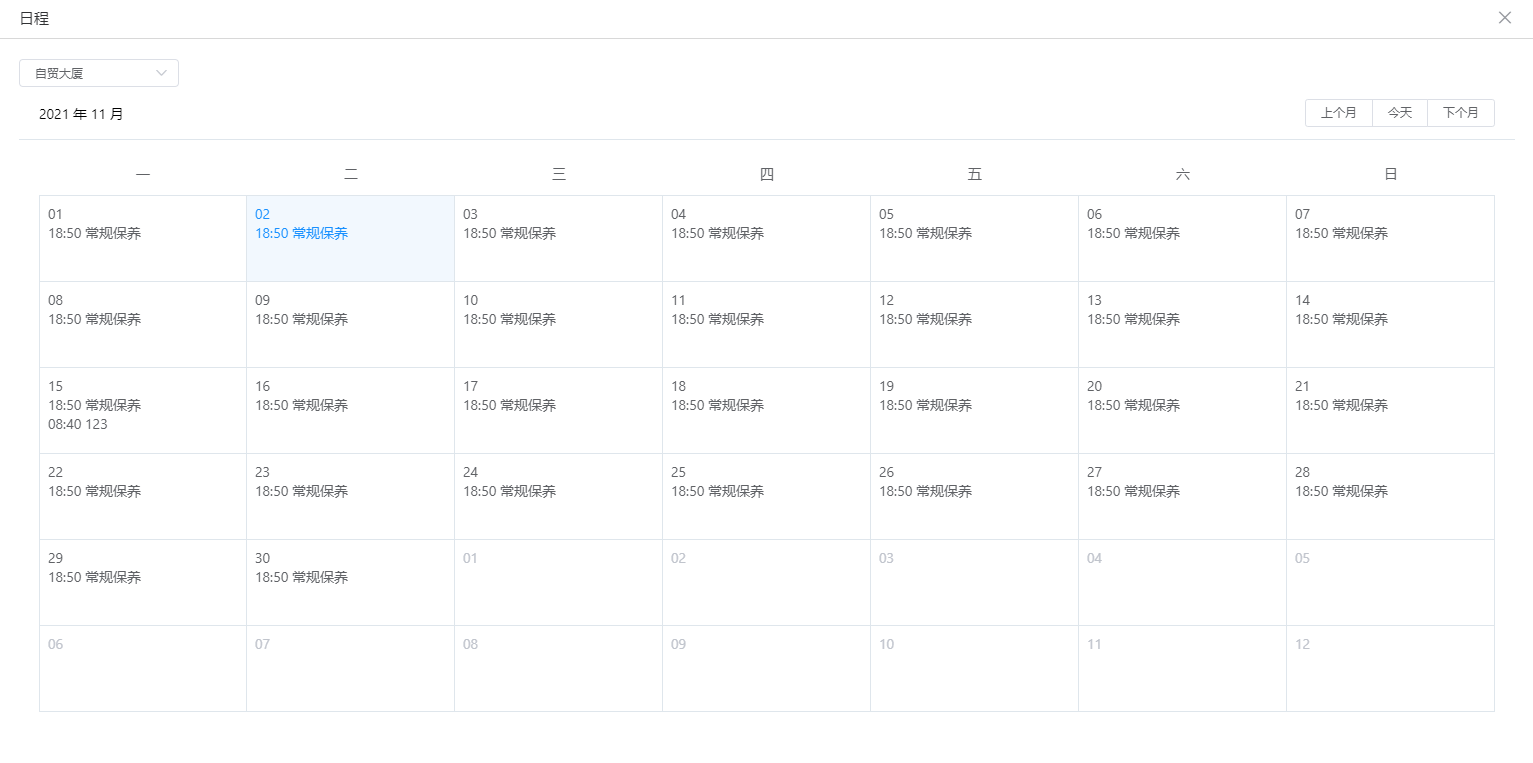 日程
自贸大厦
2021 年 11 月
上个月 今天 下个月
一 二 三 四 五 六 日
01 02 03 04 05 06 07
18:50 常规保养 18:50 常规保养 18:50 常规保养 18:50 常规保养 18:50 常规保养 18:50 常规保养 18:50 常规保养
08 09 10 11 12 13 14
18:50 常规保养 18:50 常规保养 18:50 常规保养 18:50 常规保养 18:50 常规保养 18:50 常规保养 18:50 常规保养
15 16 17 18 19 20 21
18:50 常规保养 18:50 常规保养 18:50 常规保养 18:50 常规保养 18:50 常规保养 18:50 常规保养 18:50 常规保养
08:40 123
22 23 24 25 26 27 28
18:50 常规保养 18:50 常规保养 18:50 常规保养 18:50 常规保养 18:50 常规保养 18:50 常规保养 18:50 常规保养
29 30 01 02 03 04 05
18:50 常规保养 18:50 常规保养
06 07 08 09 10 11 12